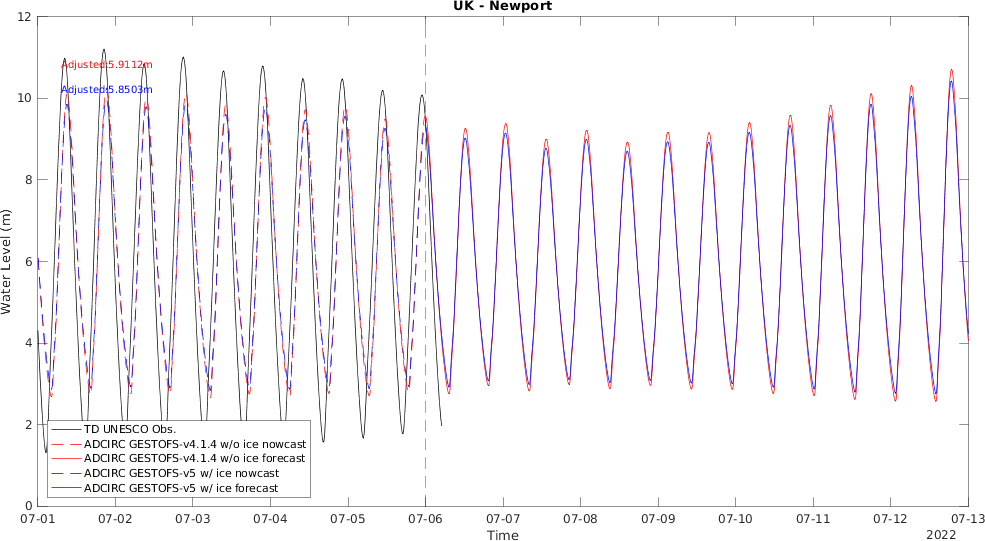 UK - Newport
12
10
8
6
4
2
0
Water Level (m)
Adjusted:5.9112m
Adjusted:5.8503m
TD UNESCO Obs.
ADCIRC GESTOFS-v4.1.4 w/o ice nowcast
ADCIRC GESTOFS-v4.1.4 w/o ice forecast
ADCIRC GESTOFS-v5 w/ ice nowcast
ADCIRC GESTOFS-v5 w/ ice forecast
07-01 07-02 07-03 07-04 07-05 07-06 07-07 07-08 07-09 07-10 07-11 07-12 07-13
Time
2022